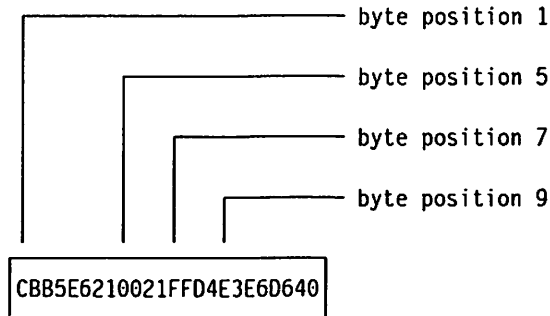 byte position 1
byte position 5
byte position 7
byte position 9
CBB5E6210021FFD4E3E6D640